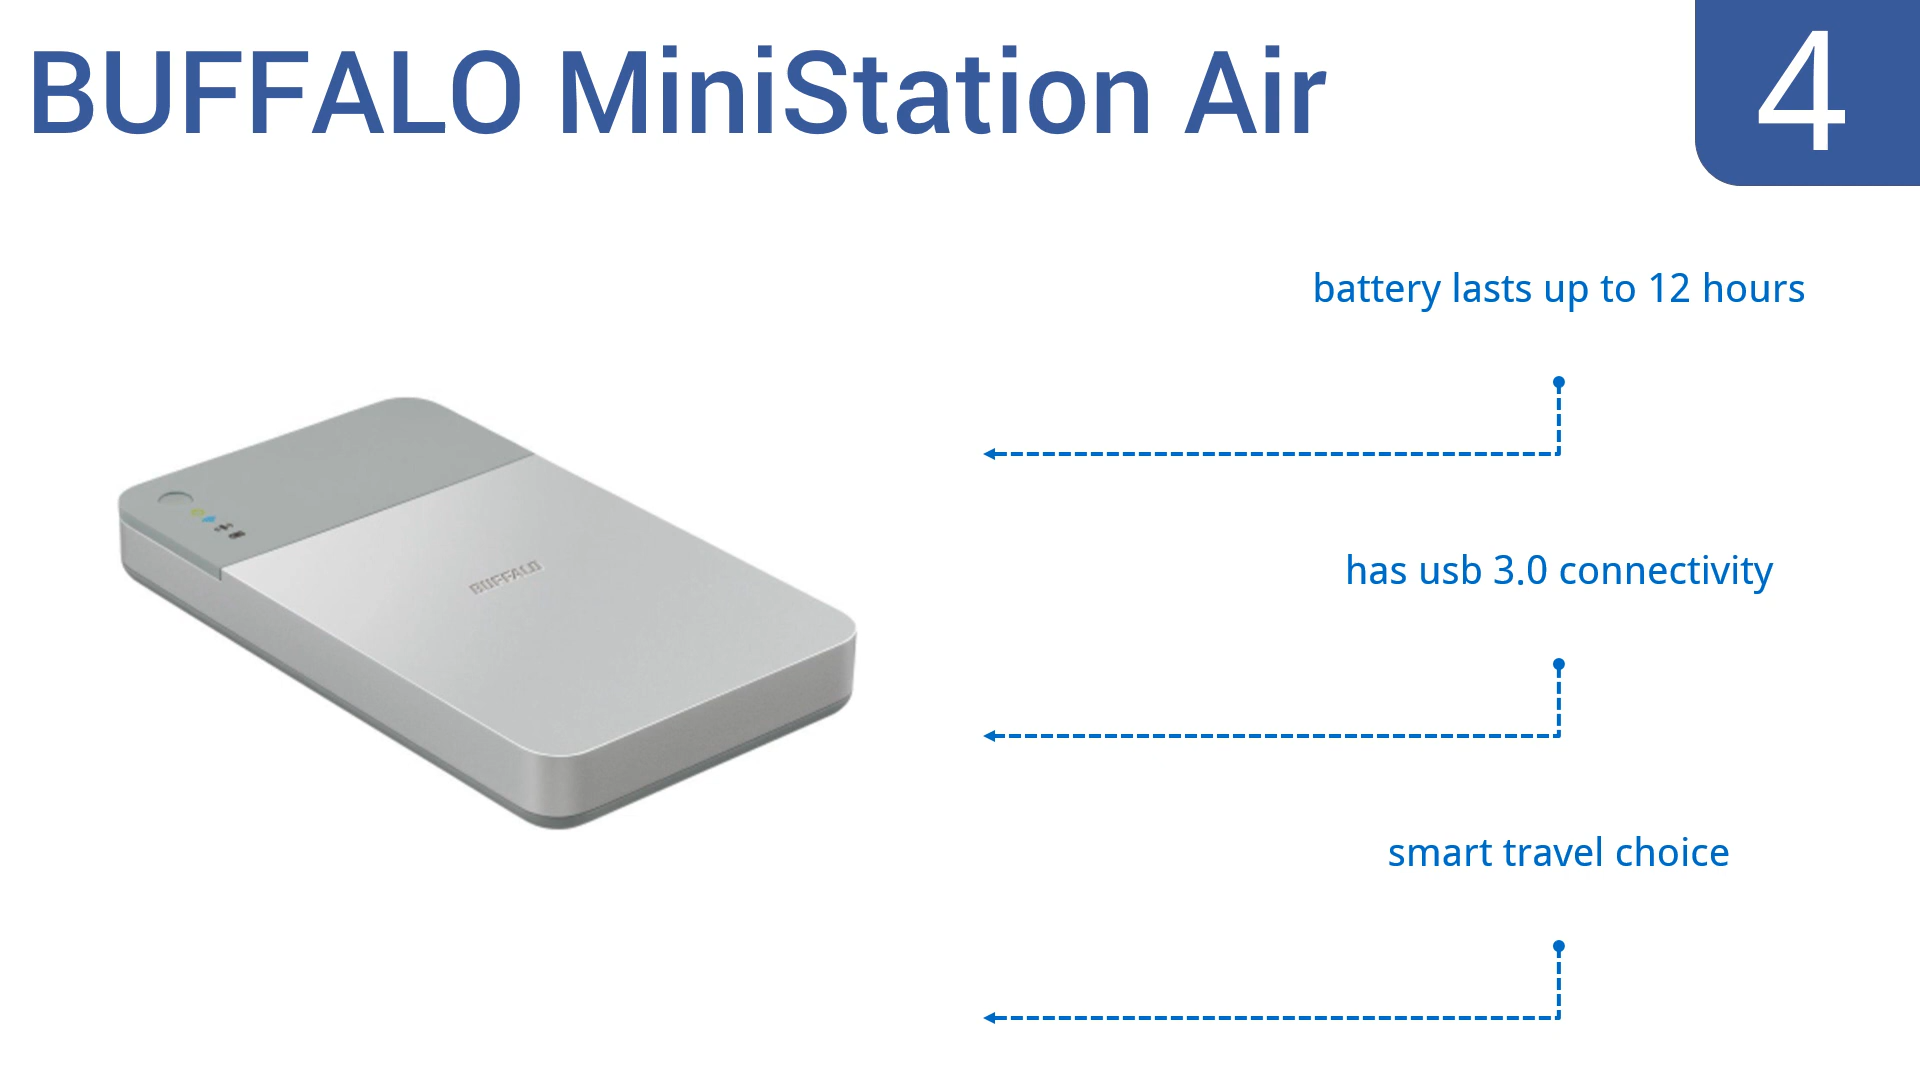 BUFFALO MiniStation Air
4
battery lasts up to 12 hours
BUFFALO
has usb 3.0 connectivity
smart travel choice